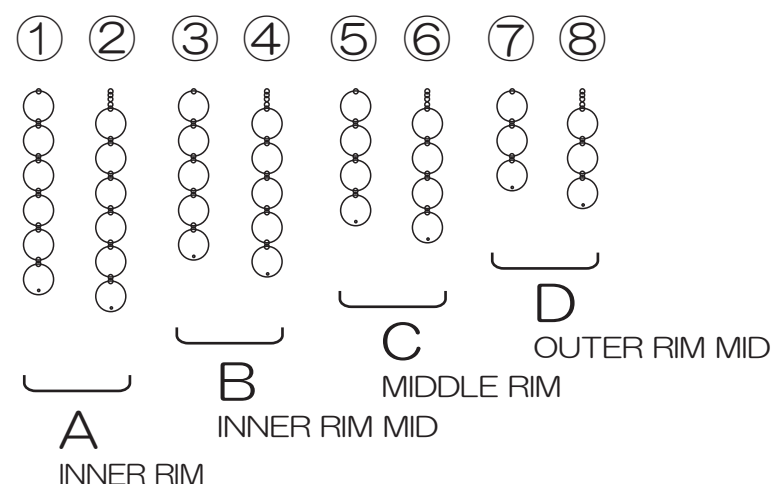 ① ② ③ ④ ⑤ ⑥ ⑦ ⑧
D
OUTER RIM MID
C
MIDDLE RIM
B
INNER RIM MID
A
INNER RIM